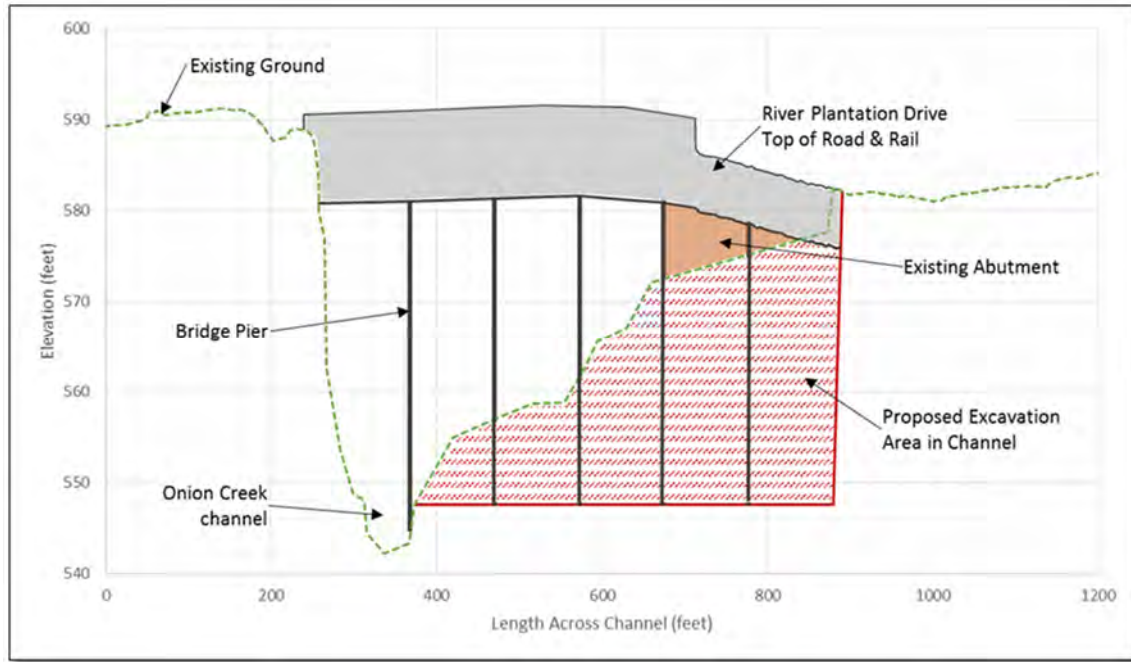 600
590
580
570
560
550
540
Elevation (feet)
Existing Ground
River Plantation Drive
Top of Road & Rail
Existing Abutment
Bridge Pier
Proposed Excavation
Area in Channel
Onion Creek
channel
0
200
400
600
800
1000
1200
Length Across Channel (feet)